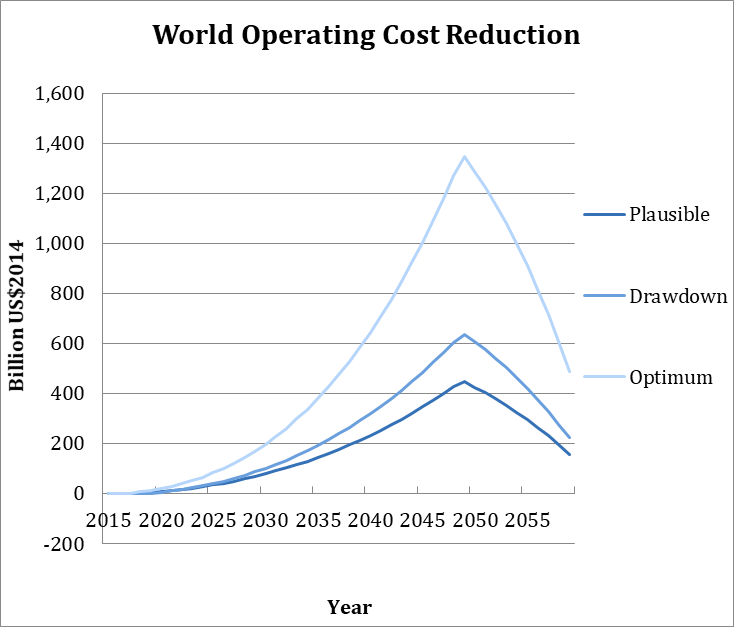 World Operating Cost Reduction
Billion US$2014
1,600
1,400
1,200
1,000
800
600
400
200
0
-200
2015 2020 2025 2030 2035 2040 2045 2050 2055
Year
Plausible
Drawdown
Optimum